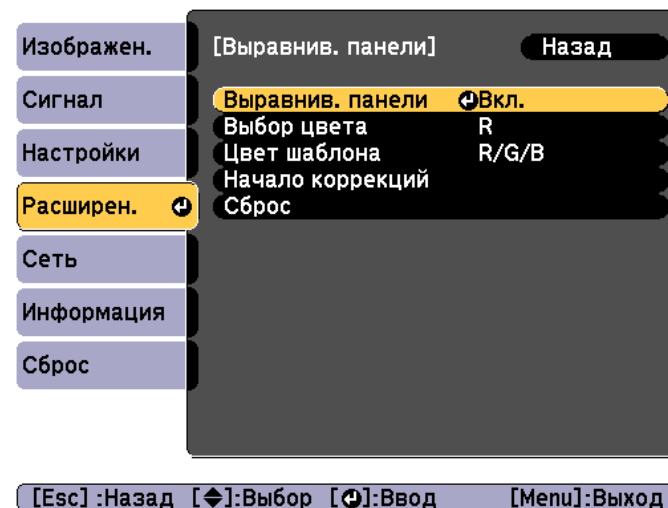 Изображен.
Сигнал
Настройки
Расширен.
Сеть
Информация
Сброс
[Выравнив. панели] Назад
Выравнив. панели Вкл.
Выбор цвета R
Цвет шаблона R/G/B
Начало коррекций
Сброс
[Esc] :Назад [◆]:Выбор [↵]:Ввод [Menu]:Выход